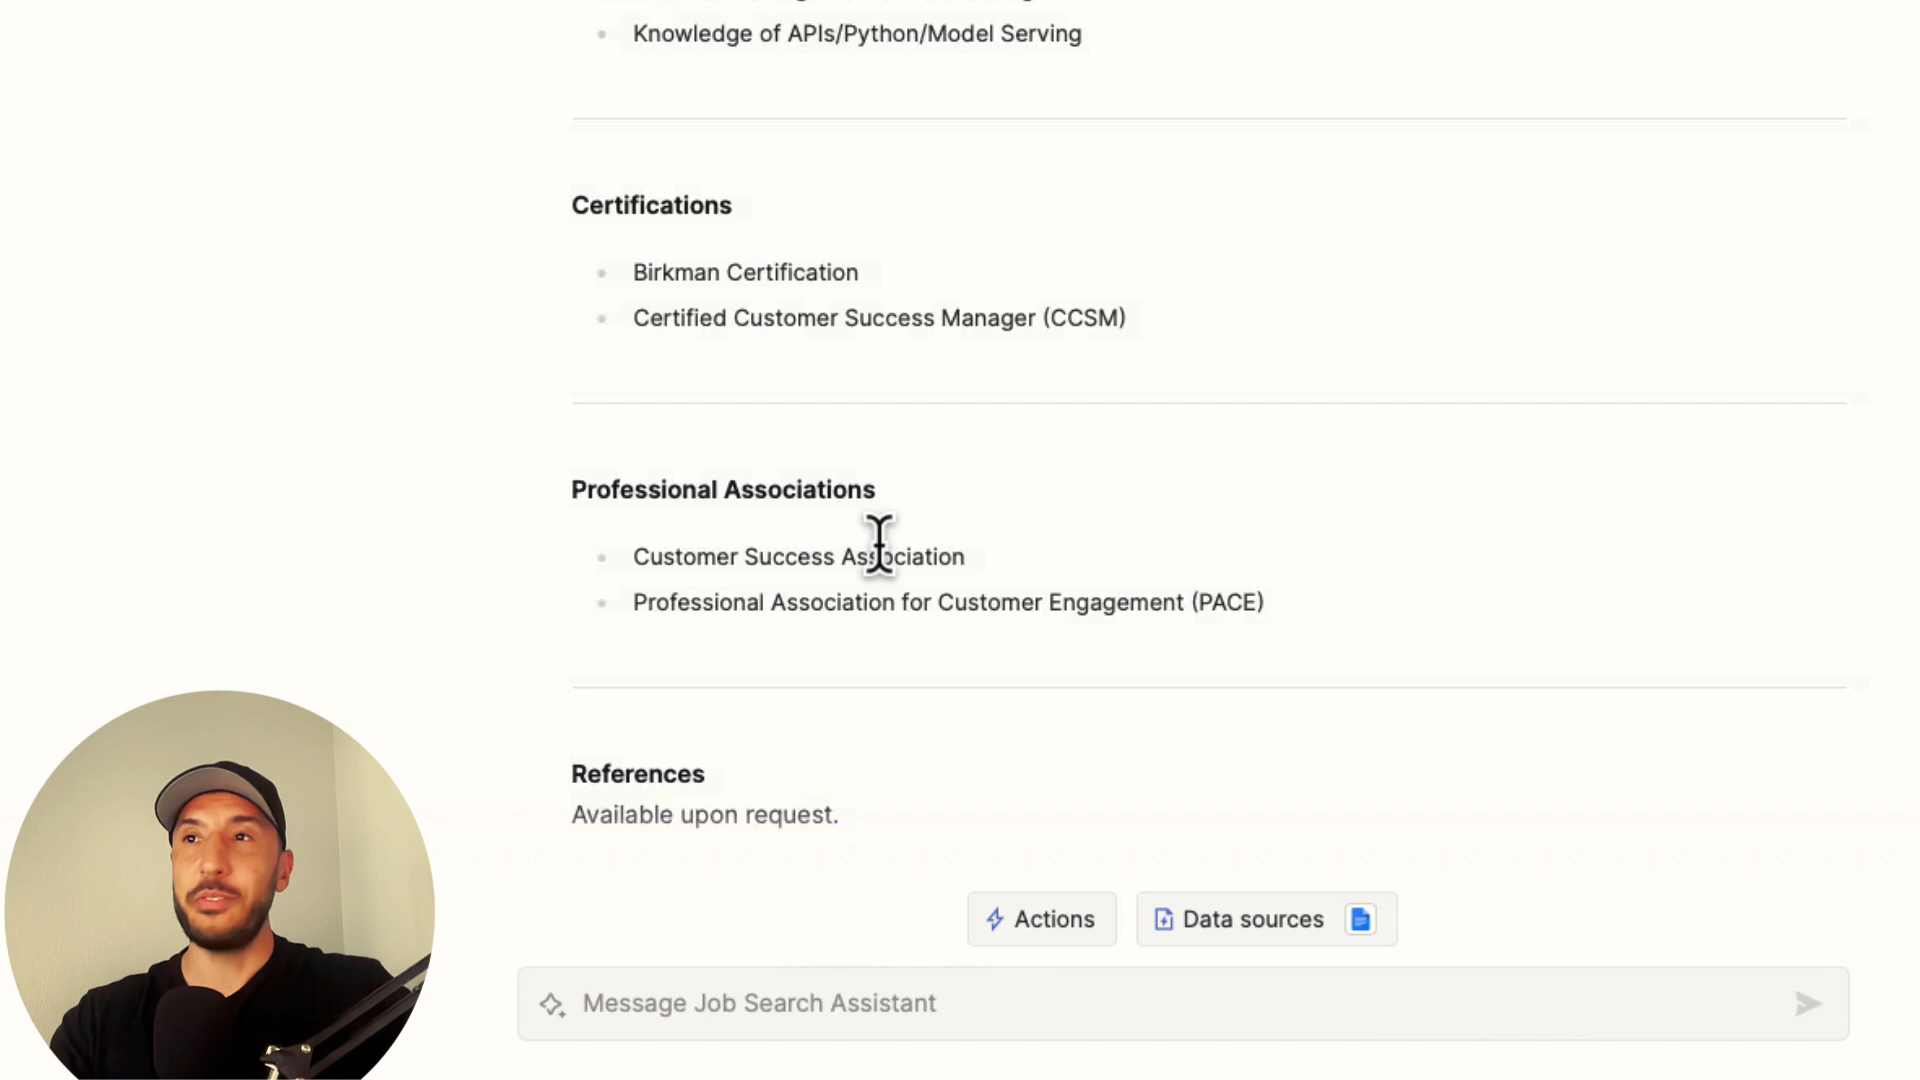 Knowledge of APIs/Python/Model Serving
Certifications
Birkman Certification
Certified Customer Success Manager (CCSM)
Professional Associations
Customer Success Association
Professional Association for Customer Engagement (PACE)
References
Available upon request.
Actions
Data sources
Message Job Search Assistant